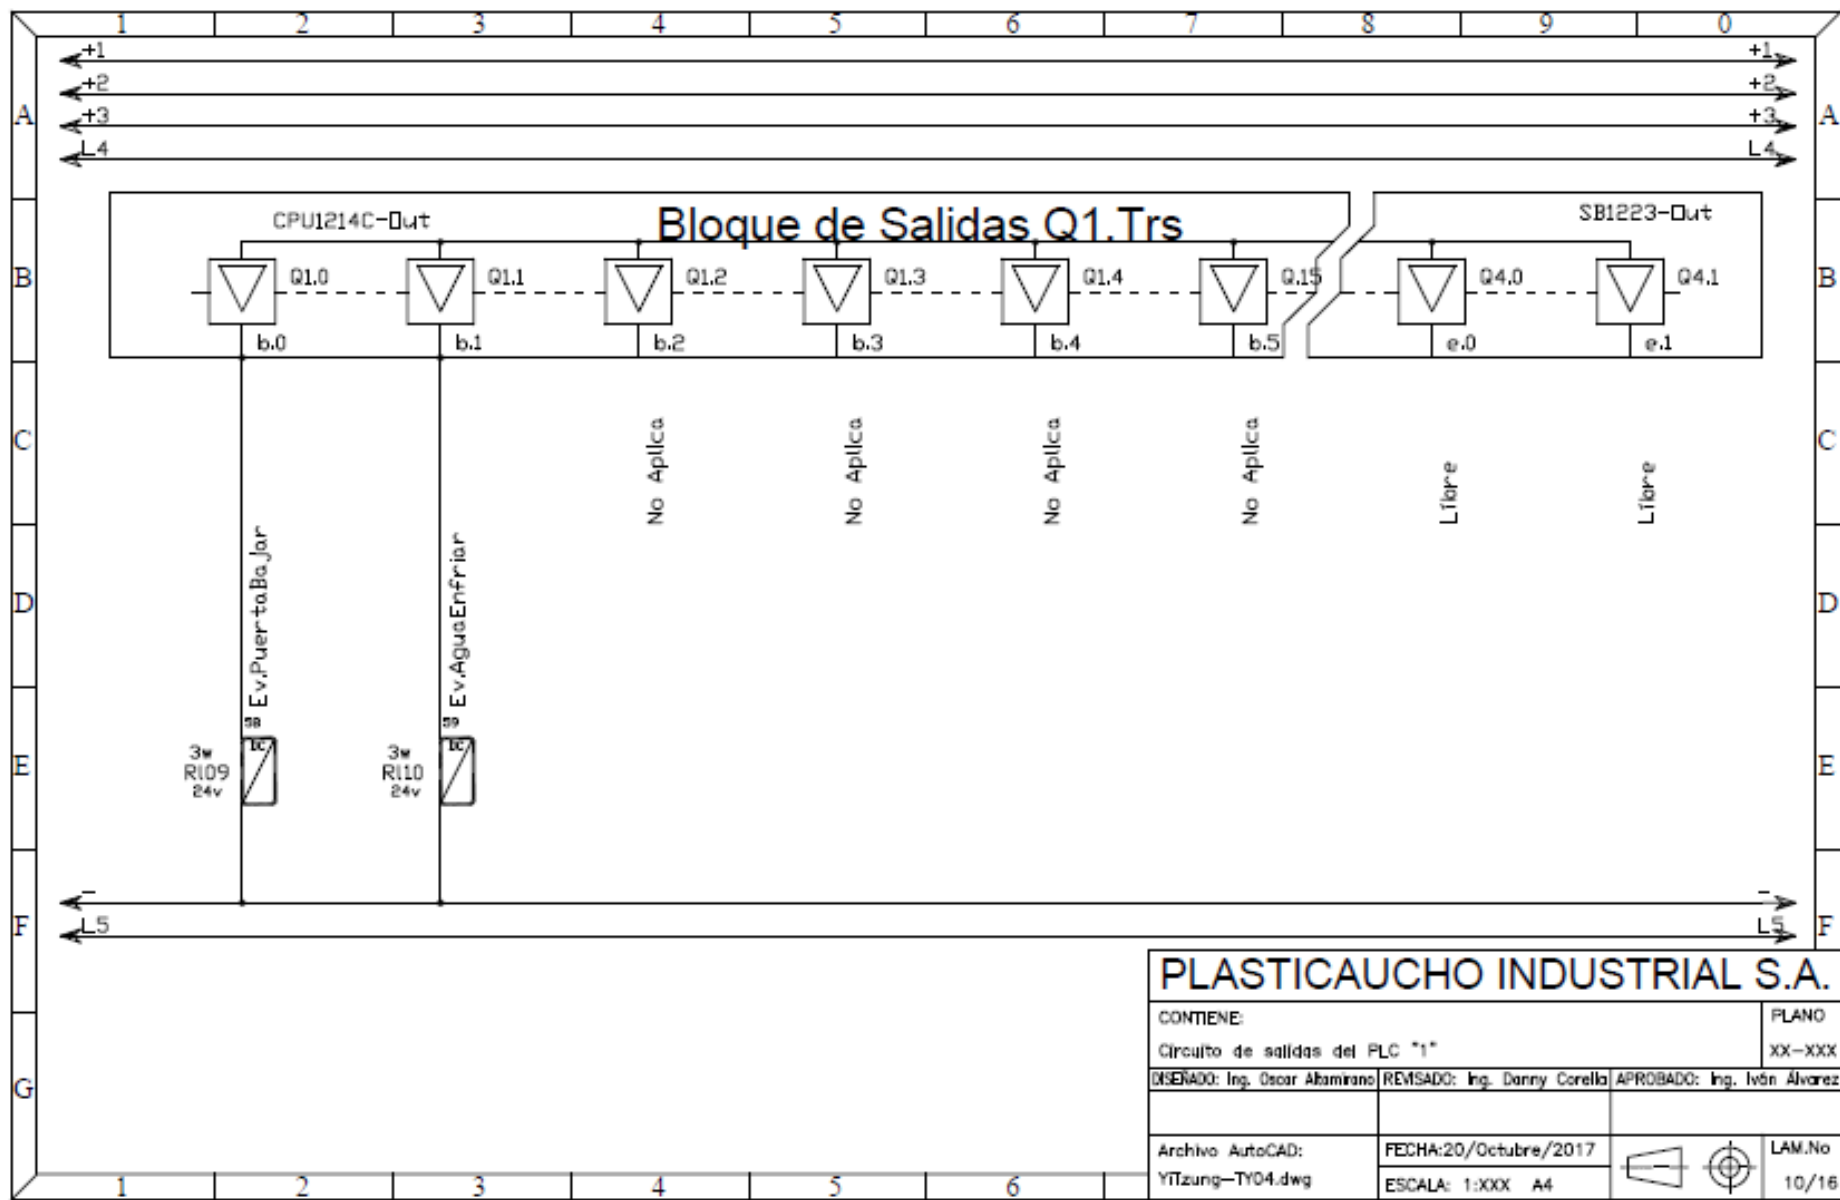 1 2 3 4 5 6 7 8 9 0
+1 +1
+2 +2
A +3 +3 A
L4 L4
CPU1214C-Out Bloque de Salidas Q1.Trs SB1223-Out
B Q1.0 Q1.1 Q1.2 Q1.3 Q1.4 Q.15 Q4.0 Q4.1 B
b.0 b.1 b.2 b.3 b.4 b.5 e.0 e.1
C C
No Aplica
No Aplica
No Aplica
No Aplica
Libre
Libre
D D
Ev.PuertaBajar
Ev.AguaEnfriar
58 59
DC DC
3w 3w
E Rl09 Rl10 E
24v 24v
- -
F L5 L5 F
G
PLASTICAUCHO INDUSTRIAL S.A.
CONTIENE: PLANO
Circuito de salidas del PLC "1" XX-XXX
DISEÑADO: Ing. Oscar Altamirano REVISADO: Ing. Danny Corella APROBADO: Ing. Iván Álvarez
Archivo AutoCAD: FECHA:20/Octubre/2017 LAM.No
YiTzung-TY04.dwg ESCALA: 1:XXX A4 10/16
1 2 3 4 5 6